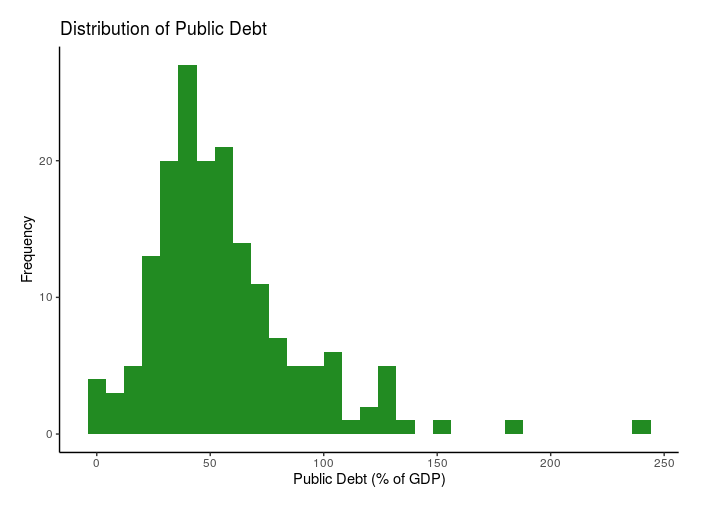 Distribution of Public Debt
Frequency
20
10
0
0 50 100 150 200 250
Public Debt (% of GDP)